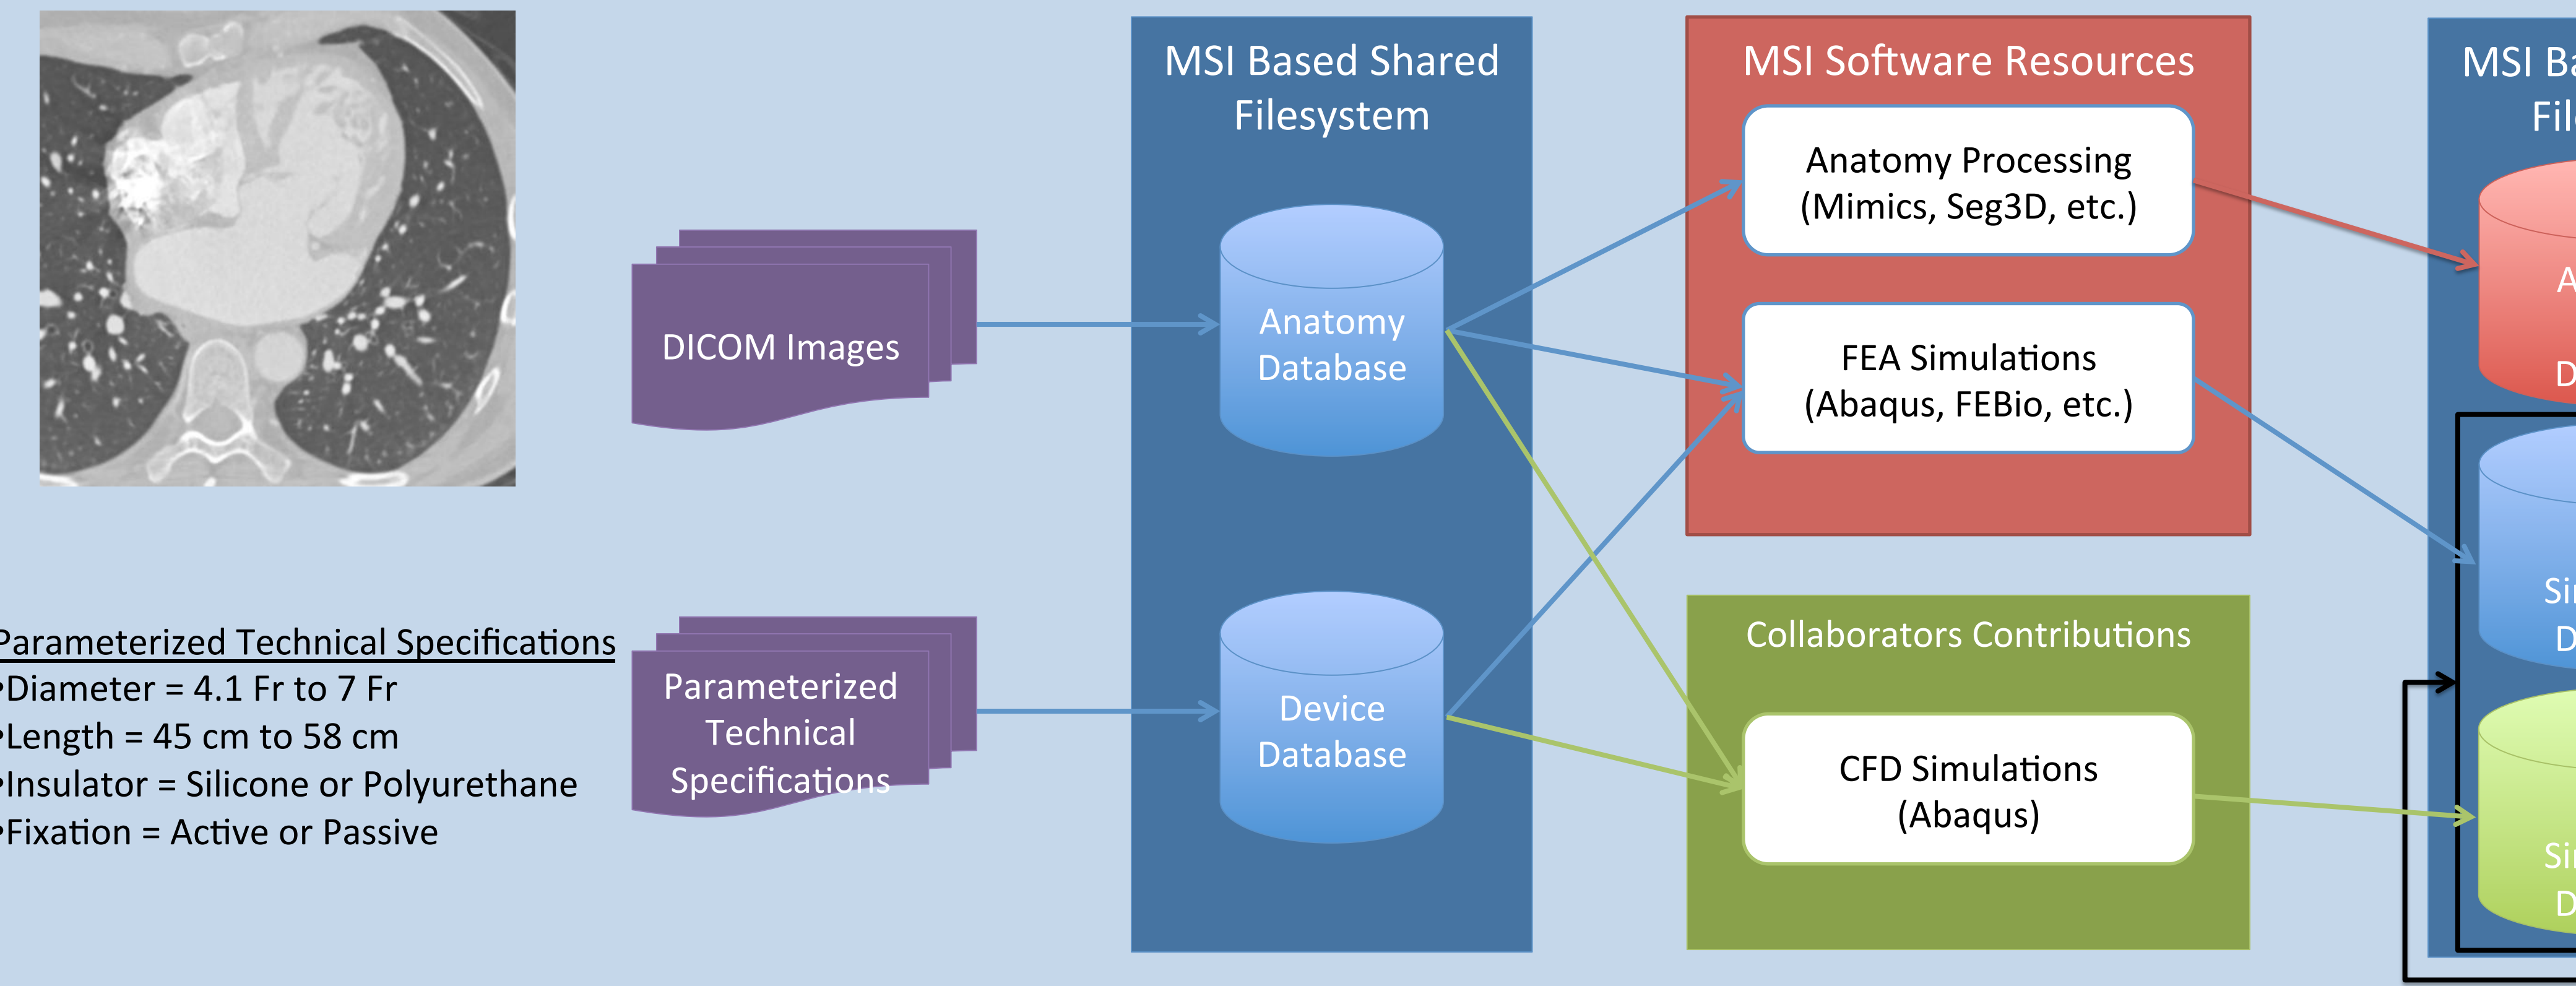 MSI Based Shared
Filesystem
MSI Software Resources
Anatomy Processing
(Mimics, Seg3D, etc.)
FEA Simulations
(Abaqus, FEBio, etc.)
DICOM Images
Anatomy
Database
Parameterized Technical Specifications
•Diameter = 4.1 Fr to 7 Fr
•Length = 45 cm to 58 cm
•Insulator = Silicone or Polyurethane
•Fixation = Active or Passive
Parameterized
Technical
Specifications
Device
Database
Collaborators Contributions
CFD Simulations
(Abaqus)
MSI